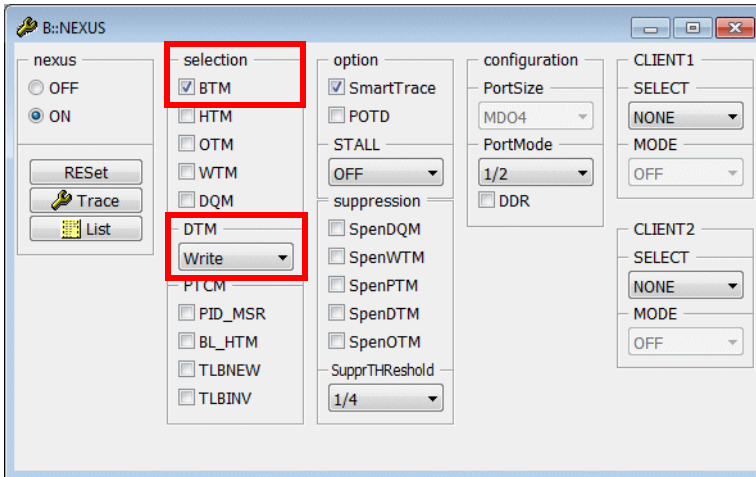 B::NEXUS
nexus
OFF
ON
RESet
Trace
List
selection
BTM
HTM
OTM
WTM
DQM
DTM
Write
PTCM
PID_MSR
BL_HTM
TLBNEW
TLBINV
option
SmartTrace
POTD
STALL
OFF
suppression
SpenDQM
SpenWTM
SpenPTM
SpenDTM
SpenOTM
SupprTHReshold
1/4
configuration
PortSize
MDO4
PortMode
1/2
DDR
CLIENT1
SELECT
NONE
MODE
OFF
CLIENT2
SELECT
NONE
MODE
OFF